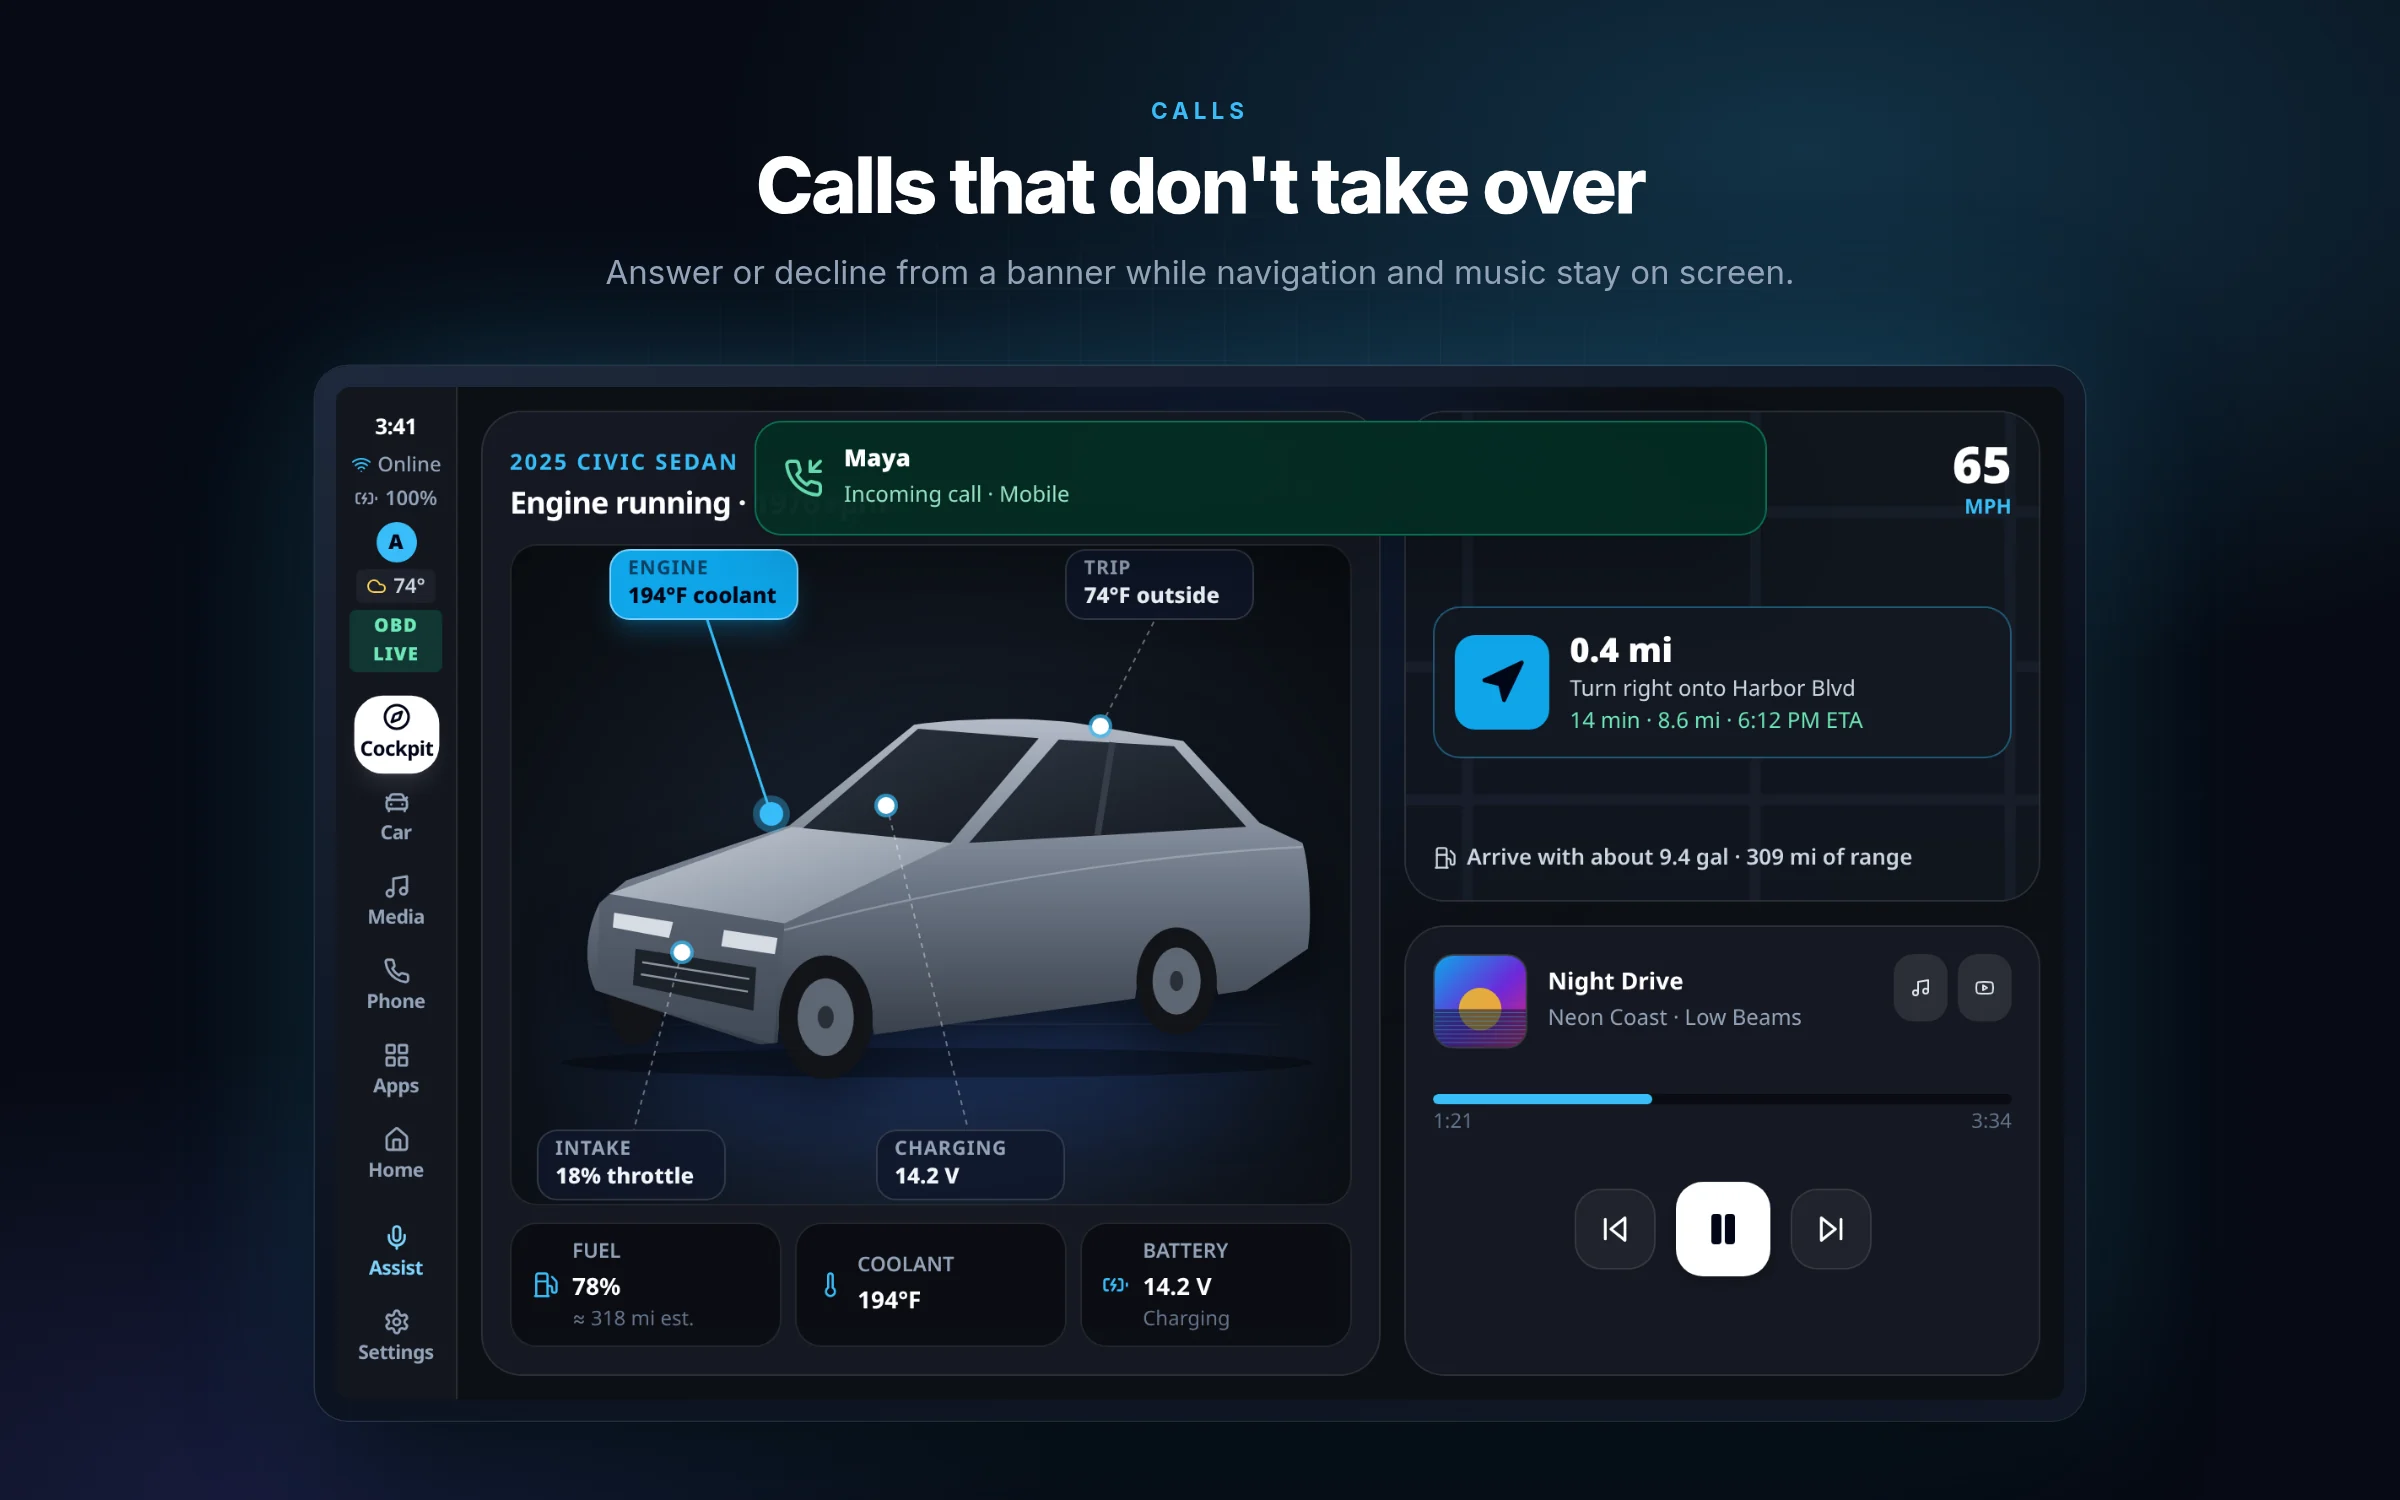 CALLS
Calls that don't take over
Answer or decline from a banner while navigation and music stay on screen.
3:41
Online
100%
A
74°
OBD
LIVE
Cockpit
Car
Media
Phone
Apps
Home
Assist
Settings
2025 CIVIC SEDAN
Engine running ·
Maya
Incoming call · Mobile
ENGINE
194°F coolant
TRIP
74°F outside
INTAKE
18% throttle
CHARGING
14.2 V
FUEL
78%
≈ 318 mi est.
COOLANT
194°F
BATTERY
14.2 V
Charging
65
MPH
0.4 mi
Turn right onto Harbor Blvd
14 min · 8.6 mi · 6:12 PM ETA
Arrive with about 9.4 gal · 309 mi of range
Night Drive
Neon Coast · Low Beams
1:21
3:34